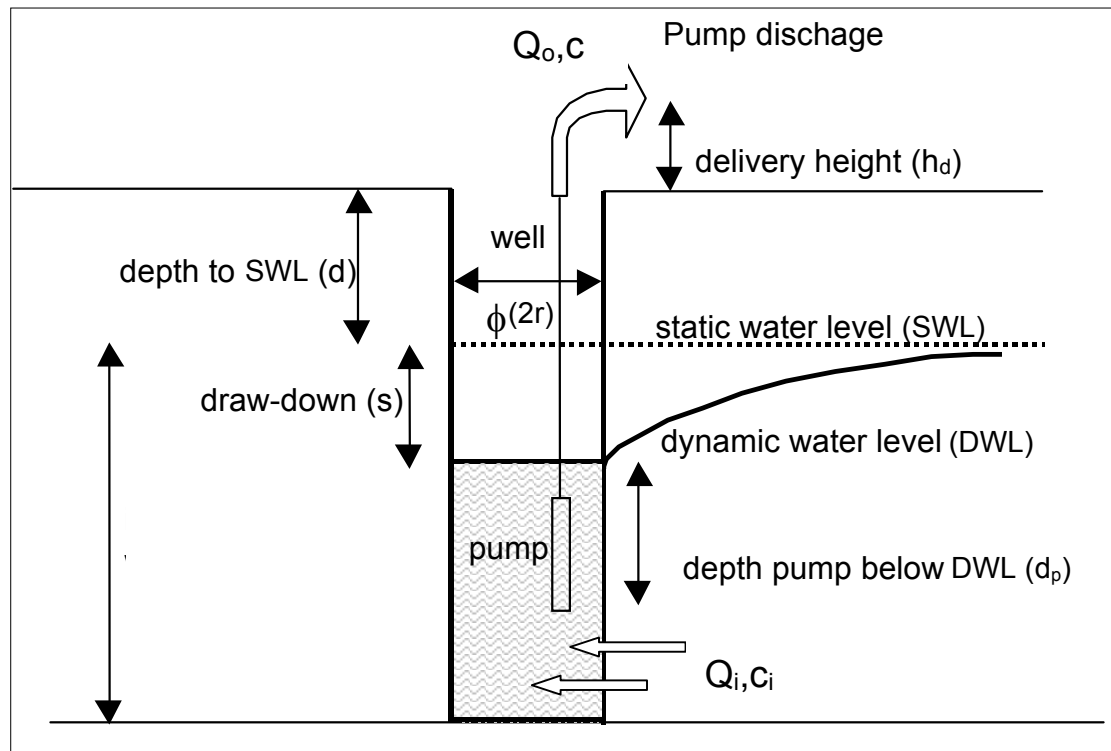 Pump dischage
Qₒ,c
delivery height (h_d)
well
depth to SWL (d)
ϕ(2r)
static water level (SWL)
draw-down (s)
dynamic water level (DWL)
pump
depth pump below DWL (dₚ)
Qᵢ,cᵢ